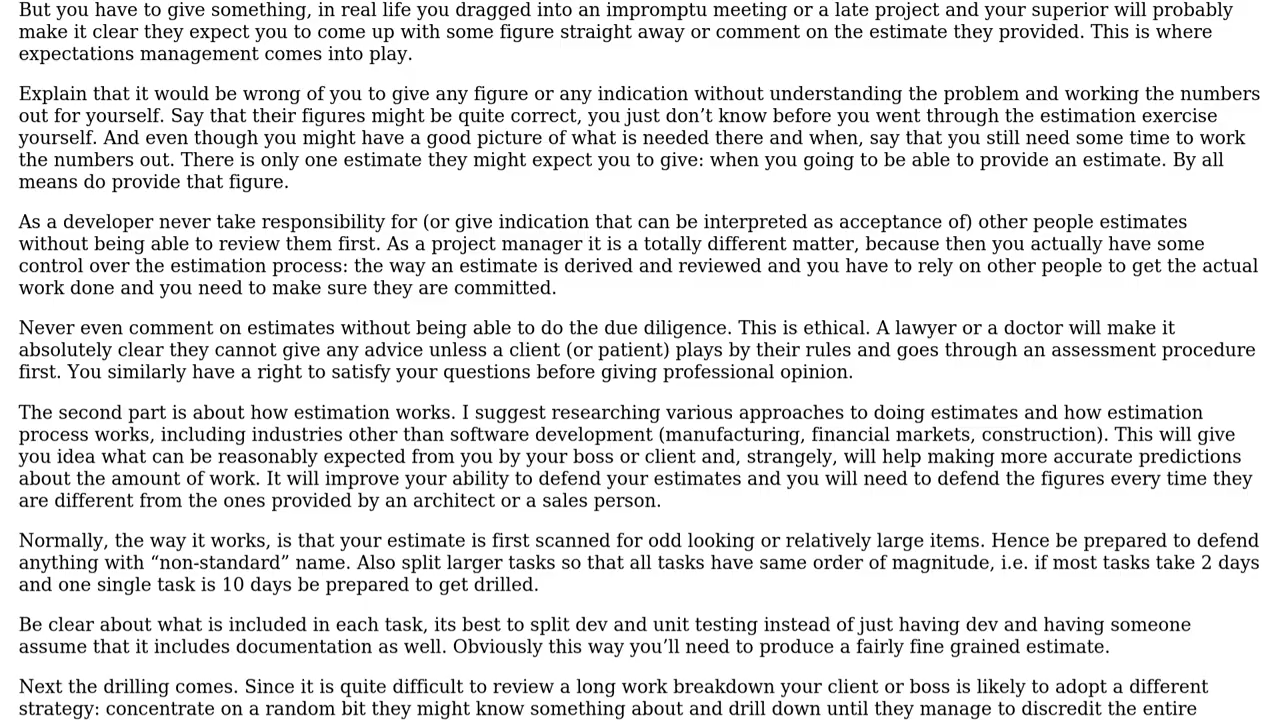 But you have to give something, in real life you dragged into an impromptu meeting or a late project and your superior will probably
make it clear they expect you to come up with some figure straight away or comment on the estimate they provided. This is where
expectations management comes into play.
Explain that it would be wrong of you to give any figure or any indication without understanding the problem and working the numbers
out for yourself. Say that their figures might be quite correct, you just don’t know before you went through the estimation exercise
yourself. And even though you might have a good picture of what is needed there and when, say that you still need some time to work
the numbers out. There is only one estimate they might expect you to give: when you going to be able to provide an estimate. By all
means do provide that figure.
As a developer never take responsibility for (or give indication that can be interpreted as acceptance of) other people estimates
without being able to review them first. As a project manager it is a totally different matter, because then you actually have some
control over the estimation process: the way an estimate is derived and reviewed and you have to rely on other people to get the actual
work done and you need to make sure they are committed.
Never even comment on estimates without being able to do the due diligence. This is ethical. A lawyer or a doctor will make it
absolutely clear they cannot give any advice unless a client (or patient) plays by their rules and goes through an assessment procedure
first. You similarly have a right to satisfy your questions before giving professional opinion.
The second part is about how estimation works. I suggest researching various approaches to doing estimates and how estimation
process works, including industries other than software development (manufacturing, financial markets, construction). This will give
you idea what can be reasonably expected from you by your boss or client and, strangely, will help making more accurate predictions
about the amount of work. It will improve your ability to defend your estimates and you will need to defend the figures every time they
are different from the ones provided by an architect or a sales person.
Normally, the way it works, is that your estimate is first scanned for odd looking or relatively large items. Hence be prepared to defend
anything with “non-standard” name. Also split larger tasks so that all tasks have same order of magnitude, i.e. if most tasks take 2 days
and one single task is 10 days be prepared to get drilled.
Be clear about what is included in each task, its best to split dev and unit testing instead of just having dev and having someone
assume that it includes documentation as well. Obviously this way you’ll need to produce a fairly fine grained estimate.
Next the drilling comes. Since it is quite difficult to review a long work breakdown your client or boss is likely to adopt a different
strategy: concentrate on a random bit they might know something about and drill down until they manage to discredit the entire